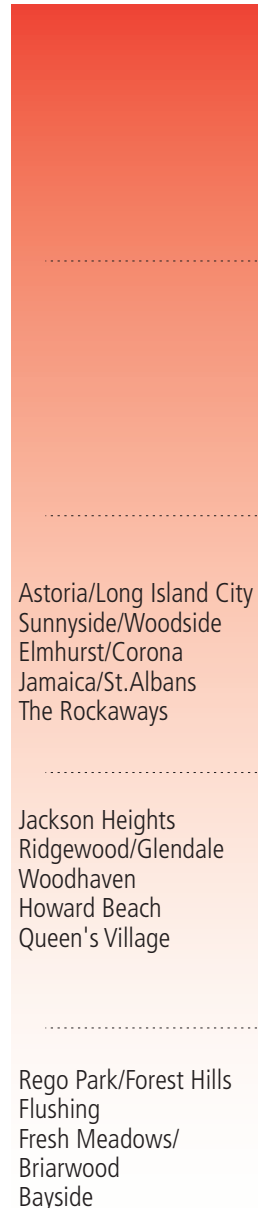 Astoria/Long Island City
Sunnyside/Woodside
Elmhurst/Corona
Jamaica/St.Albans
The Rockaways
Jackson Heights
Ridgewood/Glendale
Woodhaven
Howard Beach
Queen's Village
Rego Park/Forest Hills
Flushing
Fresh Meadows/
Briarwood
Bayside